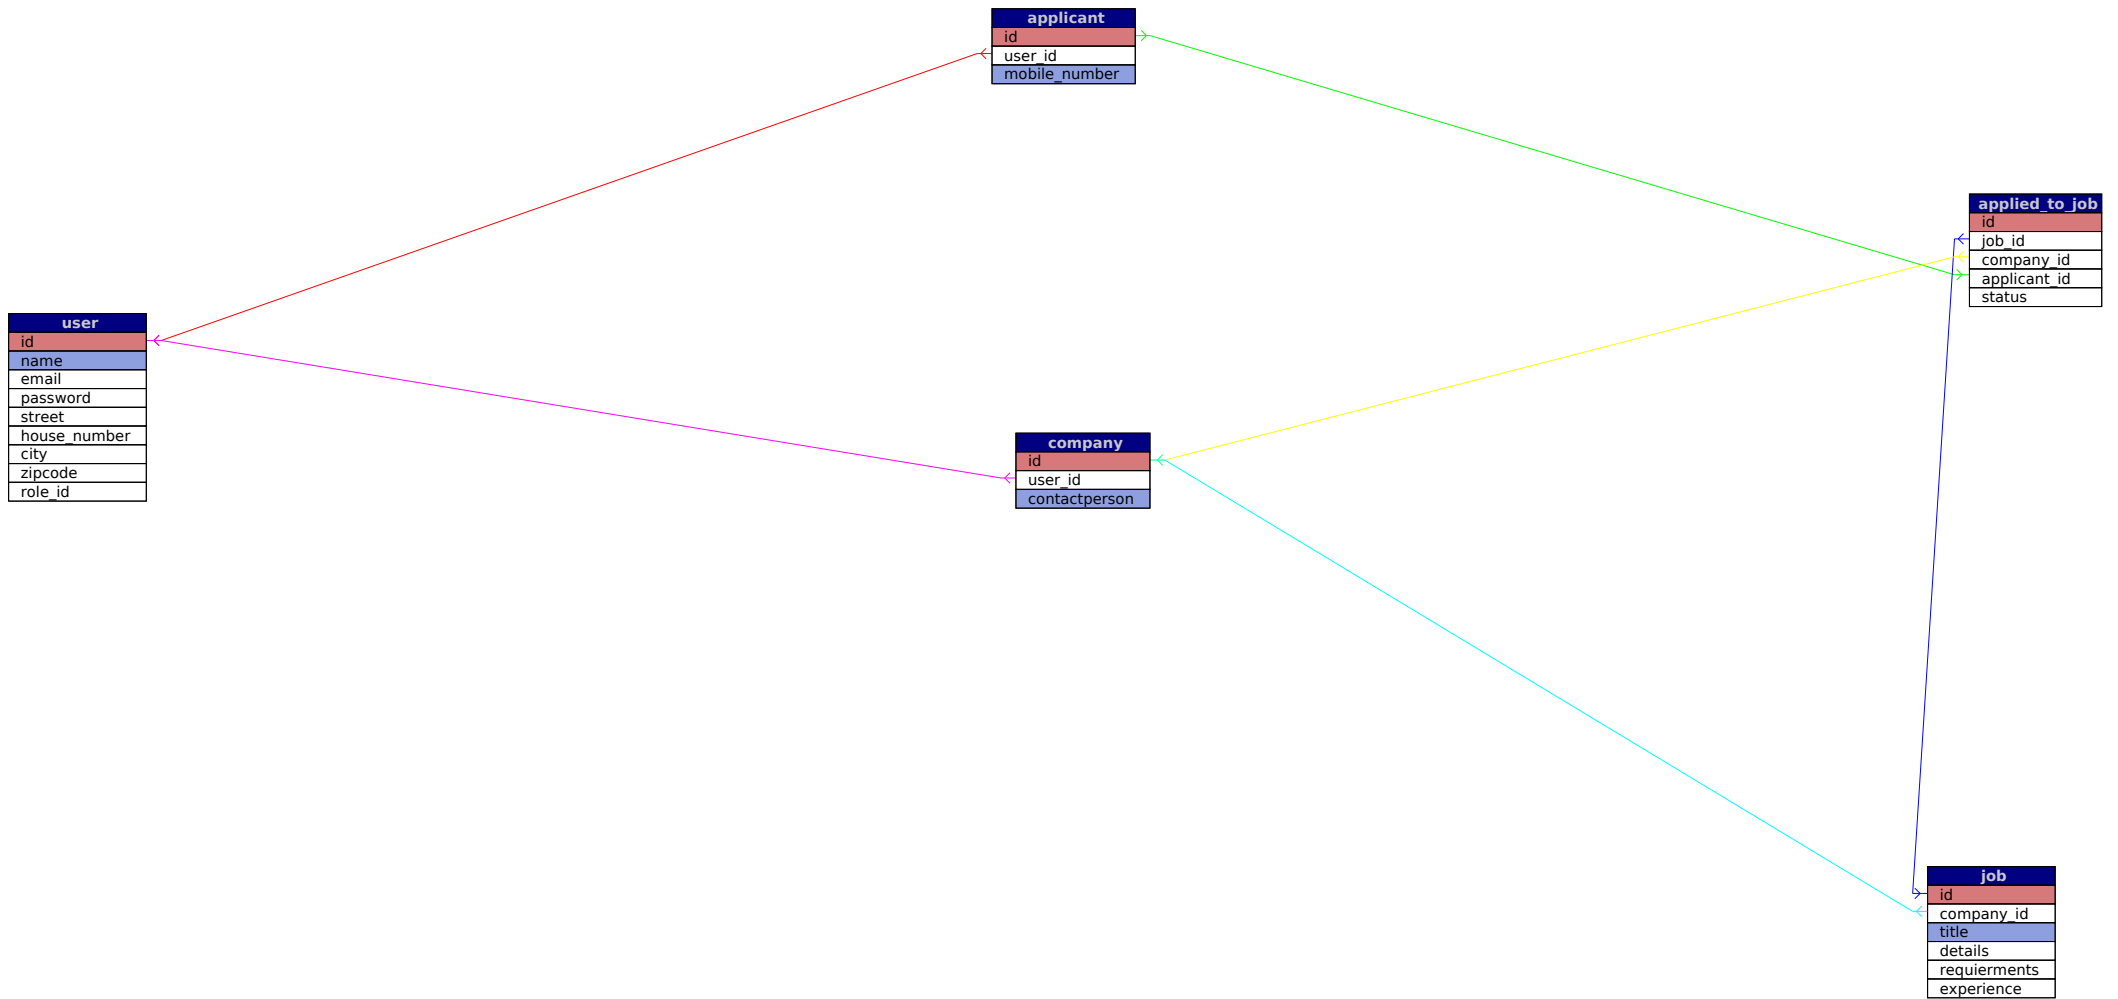 applicant
id
user_id
mobile_number
applied_to_job
id
job_id
company_id
applicant_id
status
user
id
name
email
password
street
house_number
city
zipcode
role_id
company
id
user_id
contactperson
job
id
company_id
title
details
requierments
experience